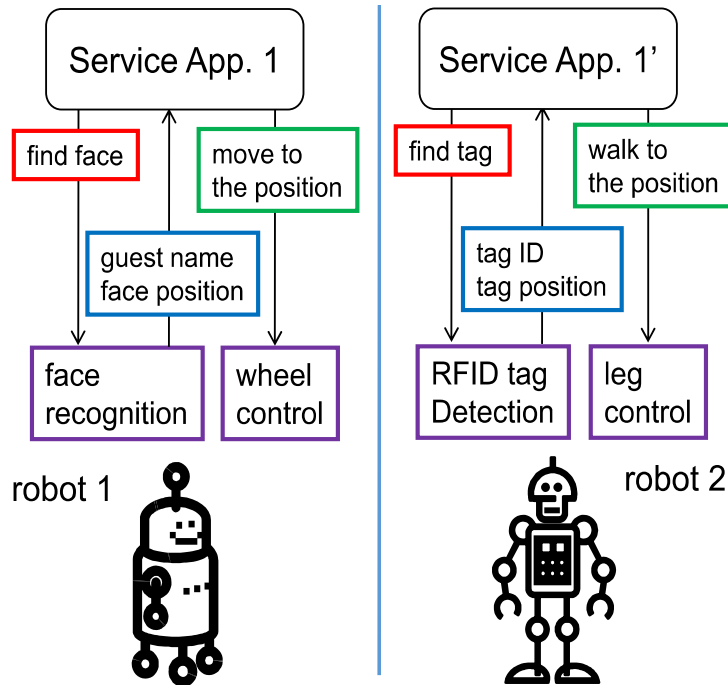 Service App. 1
find face
move to
the position
guest name
face position
face
recognition
wheel
control
robot 1
Service App. 1’
find tag
walk to
the position
tag ID
tag position
RFID tag
Detection
leg
control
robot 2